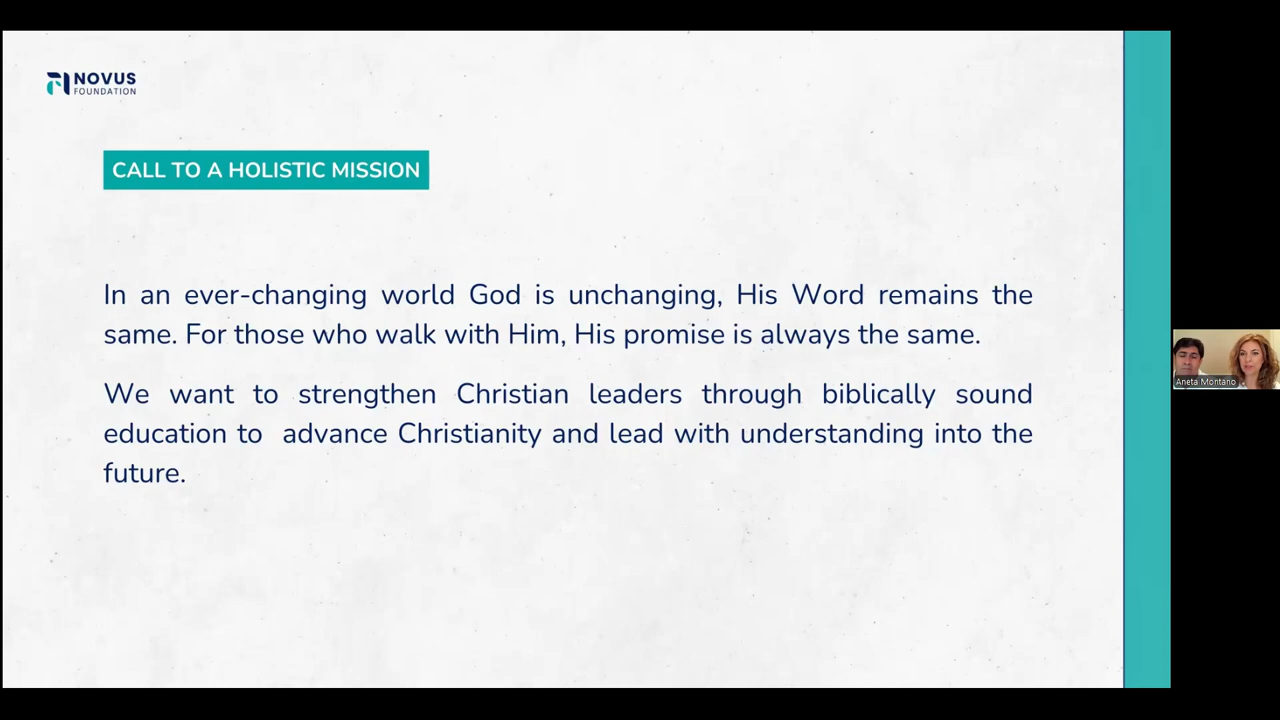 NOVUS
FOUNDATION
CALL TO A HOLISTIC MISSION
In an ever-changing world God is unchanging, His Word remains the
same. For those who walk with Him, His promise is always the same.
We want to strengthen Christian leaders through biblically sound
education to  advance Christianity and lead with understanding into the
future.
Aneta Montano